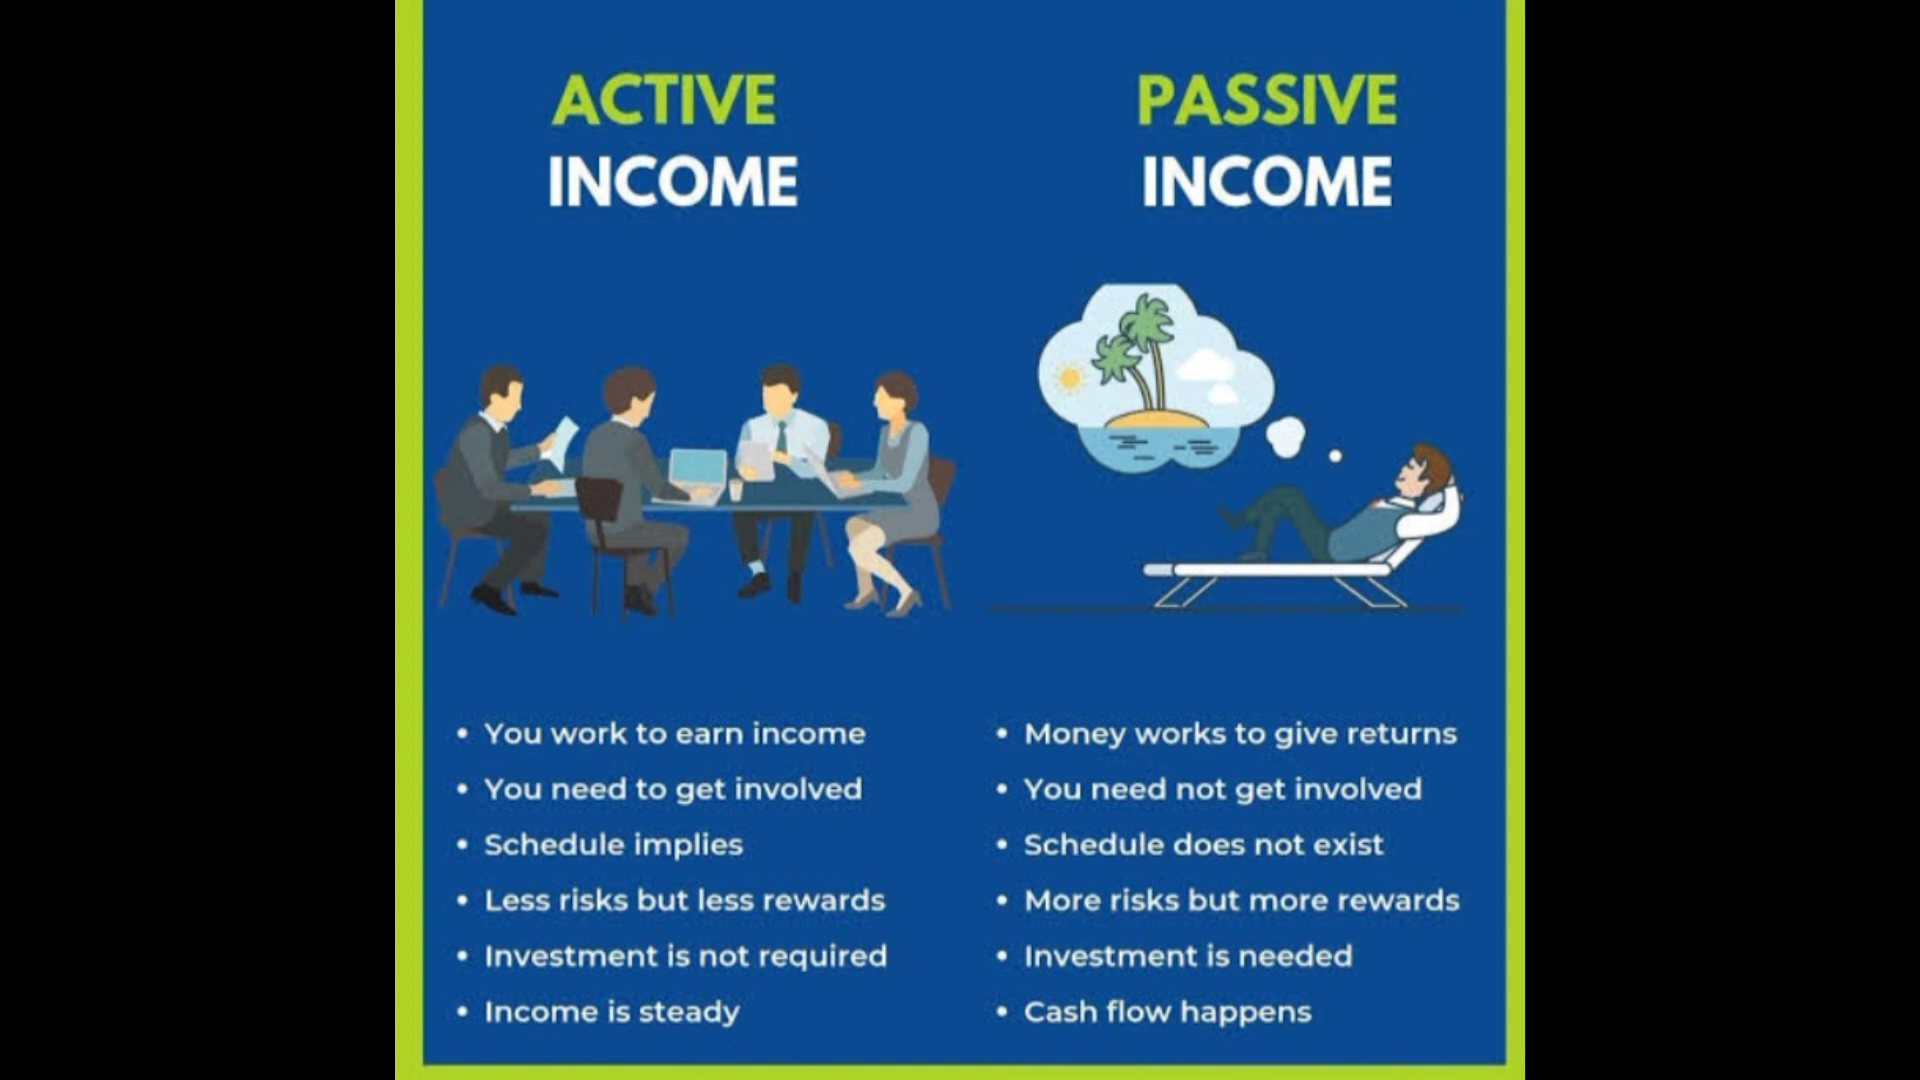 ACTIVE
INCOME
PASSIVE
INCOME
• You work to earn income
• You need to get involved
• Schedule implies
• Less risks but less rewards
• Investment is not required
• Income is steady
• Money works to give returns
• You need not get involved
• Schedule does not exist
• More risks but more rewards
• Investment is needed
• Cash flow happens